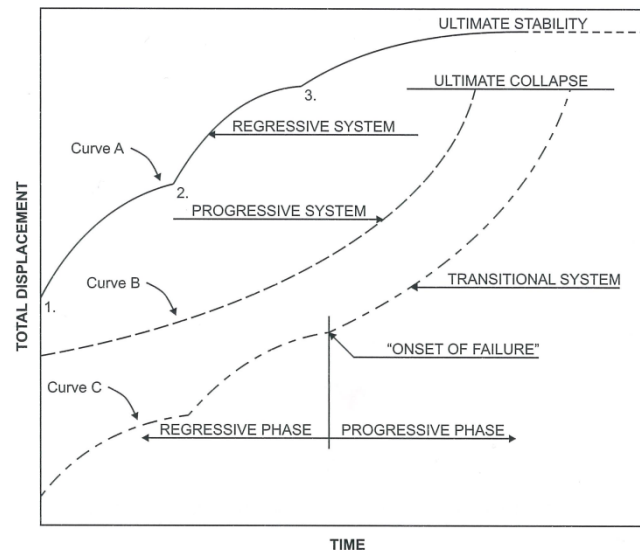 ULTIMATE STABILITY
ULTIMATE COLLAPSE
3.
REGRESSIVE SYSTEM
Curve A
2.
PROGRESSIVE SYSTEM
TOTAL DISPLACEMENT
Curve B
TRANSITIONAL SYSTEM
1.
"ONSET OF FAILURE"
Curve C
REGRESSIVE PHASE
PROGRESSIVE PHASE
TIME